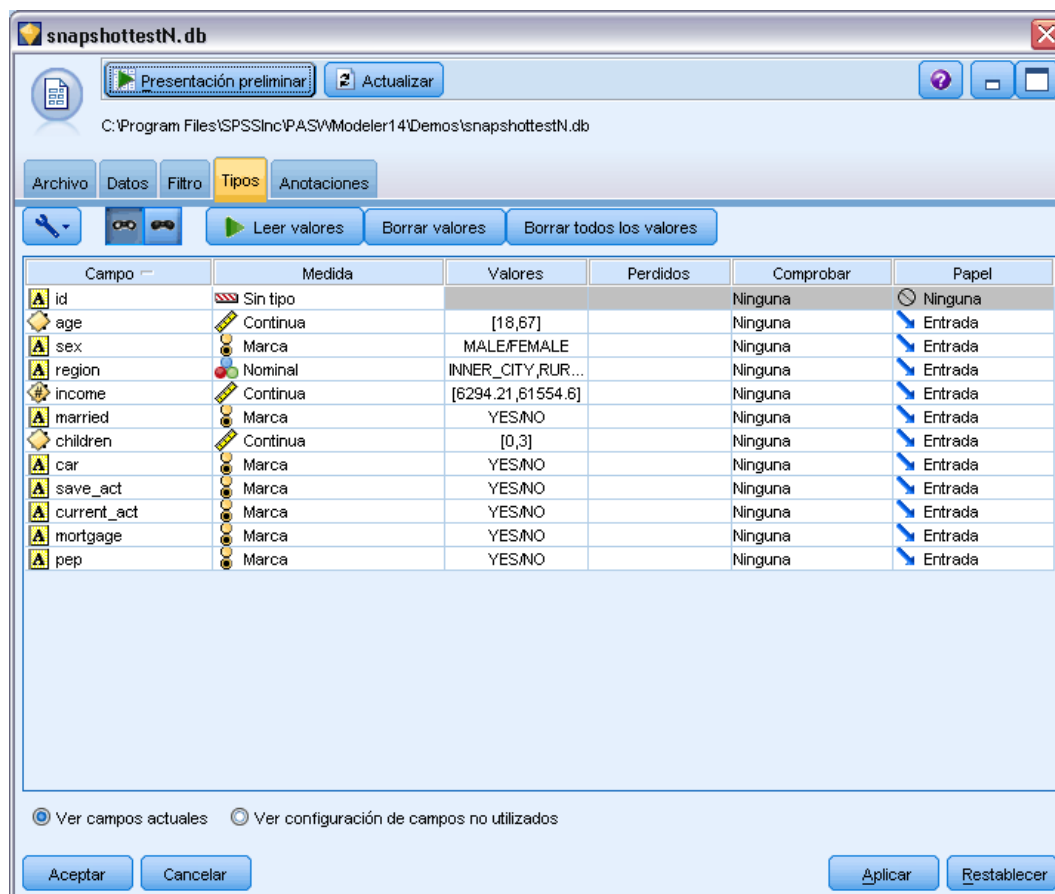 snapshottestN.db
Presentación preliminar Actualizar
C:\Program Files\SPSSInc\PASWModeler14\Demos\snapshottestN.db
Archivo Datos Filtro Tipos Anotaciones
Leer valores Borrar valores Borrar todos los valores
Campo Medida Valores Perdidos Comprobar Papel
A id Sin tipo Ninguna Ninguna
age Continua [18,67] Ninguna Entrada
A sex Marca MALE/FEMALE Ninguna Entrada
A region Nominal INNER_CITY,RUR... Ninguna Entrada
# income Continua [6294.21,61554.6] Ninguna Entrada
A married Marca YES/NO Ninguna Entrada
children Continua [0,3] Ninguna Entrada
A car Marca YES/NO Ninguna Entrada
A save_act Marca YES/NO Ninguna Entrada
A current_act Marca YES/NO Ninguna Entrada
A mortgage Marca YES/NO Ninguna Entrada
A pep Marca YES/NO Ninguna Entrada
Ver campos actuales Ver configuración de campos no utilizados
Aceptar Cancelar Aplicar Restablecer